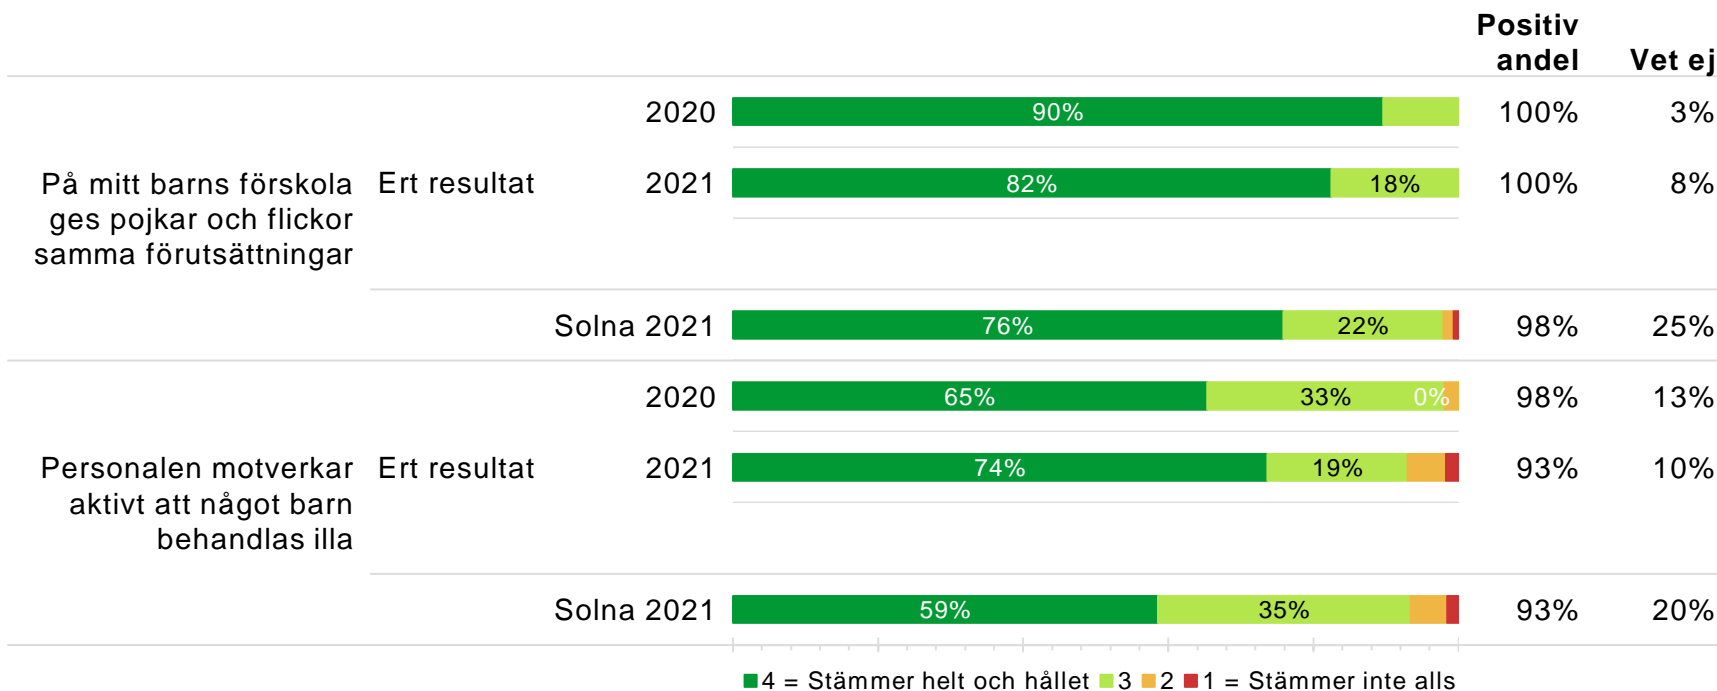 Positiv
andel Vet ej
2020 90% 100% 3%
På mitt barns förskola
ges pojkar och flickor
samma förutsättningar
Ert resultat 2021 82% 18% 100% 8%
Solna 2021 76% 22% 98% 25%
2020 65% 33% 0% 98% 13%
Personalen motverkar
aktivt att något barn
behandlas illa
Ert resultat 2021 74% 19% 93% 10%
Solna 2021 59% 35% 93% 20%
4 = Stämmer helt och hållet 3 2 1 = Stämmer inte alls